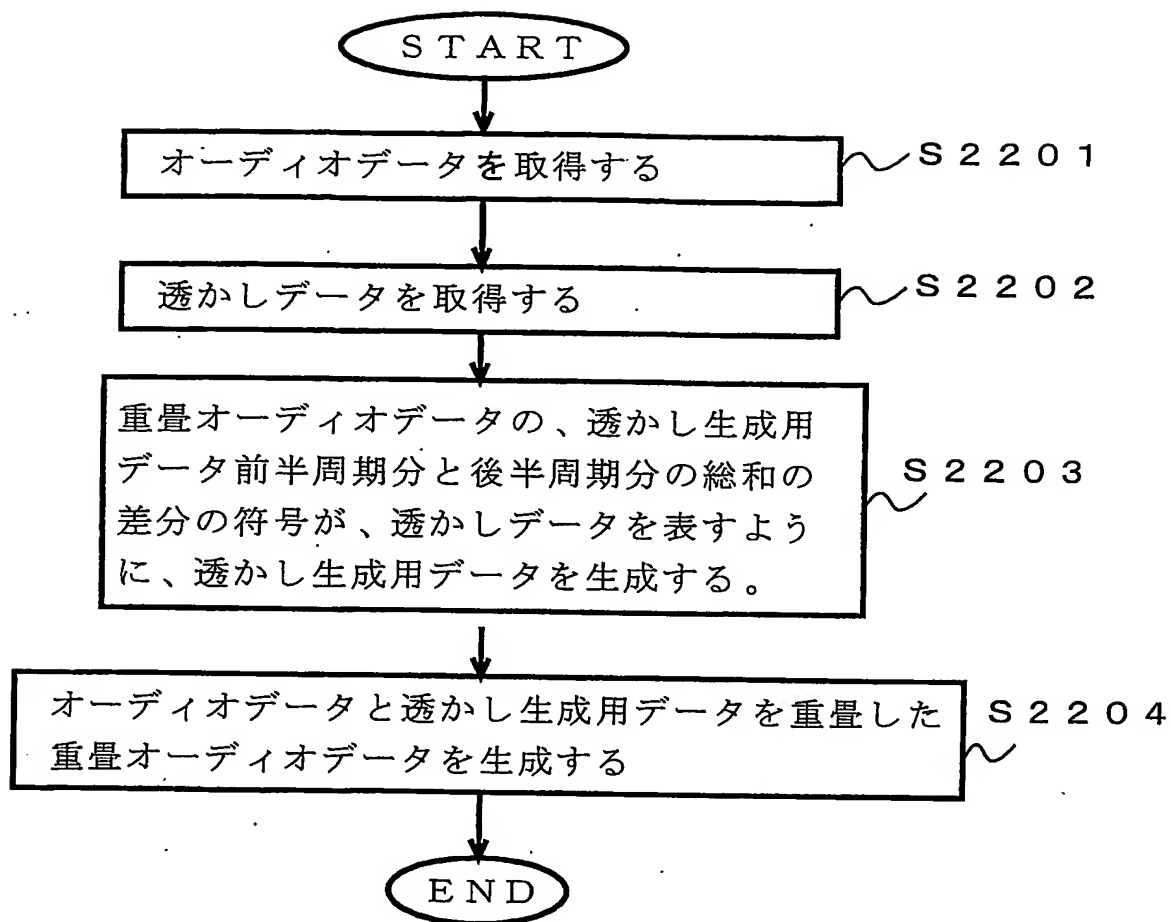 START
オーディオデータを取得する
S2201
透かしデータを取得する
S2202
重畳オーディオデータの、透かし生成用
データ前半周期分と後半周期分の総和の
差分の符号が、透かしデータを表すよう
に、透かし生成用データを生成する。
S2203
オーディオデータと透かし生成用データを重畳した
重畳オーディオデータを生成する
S2204
END